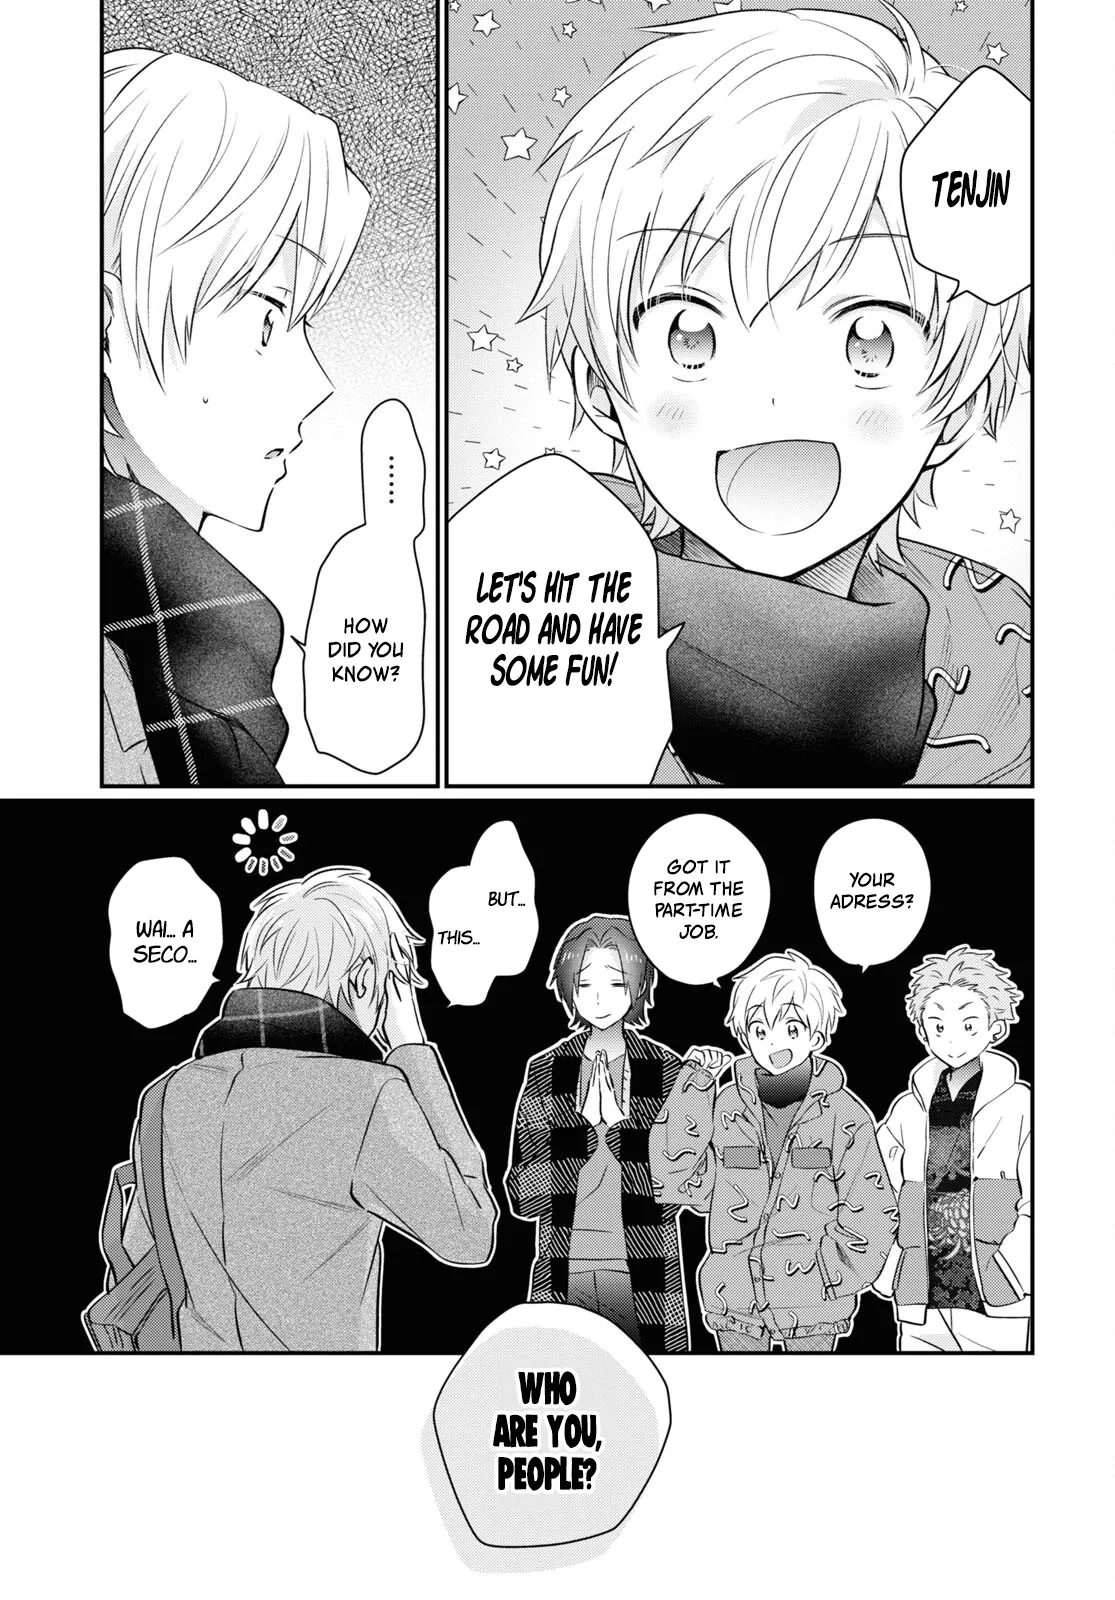 TENJIN
LET'S HIT THE
ROAD AND HAVE
SOME FUN!
........
HOW
DID YOU
KNOW?
YOUR
ADRESS?
GOT IT
FROM THE
PART-TIME
JOB.
BUT...
THIS...
WAI... A
SECO...
WHO
ARE YOU,
PEOPLE?